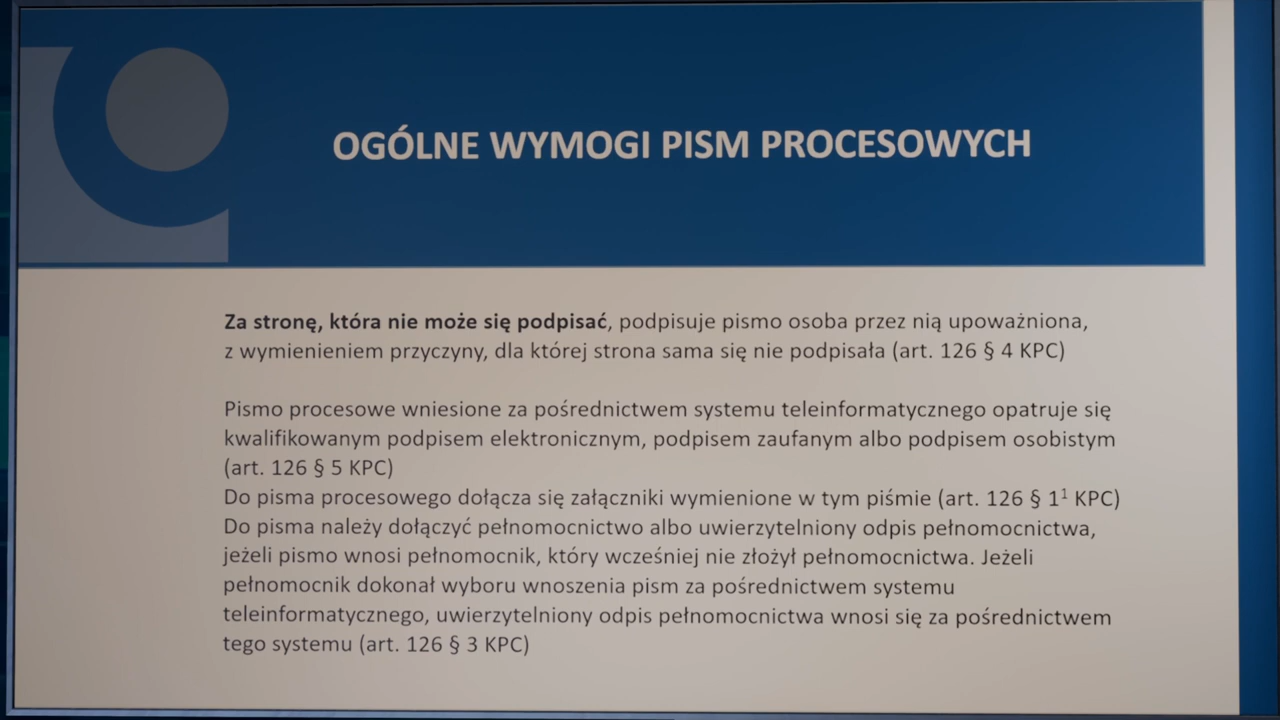 OGÓLNE WYMOGI PISM PROCESOWYCH
Za stronę, która nie może się podpisać, podpisuje pismo osoba przez nią upoważniona,
z wymienieniem przyczyny, dla której strona sama się nie podpisała (art. 126 § 4 KPC)
Pismo procesowe wniesione za pośrednictwem systemu teleinformatycznego opatruje się
kwalifikowanym podpisem elektronicznym, podpisem zaufanym albo podpisem osobistym
(art. 126 § 5 KPC)
Do pisma procesowego dołącza się załączniki wymienione w tym piśmie (art. 126 § 1¹ KPC)
Do pisma należy dołączyć pełnomocnictwo albo uwierzytelniony odpis pełnomocnictwa,
jeżeli pismo wnosi pełnomocnik, który wcześniej nie złożył pełnomocnictwa. Jeżeli
pełnomocnik dokonał wyboru wnoszenia pism za pośrednictwem systemu
teleinformatycznego, uwierzytelniony odpis pełnomocnictwa wnosi się za pośrednictwem
tego systemu (art. 126 § 3 KPC)